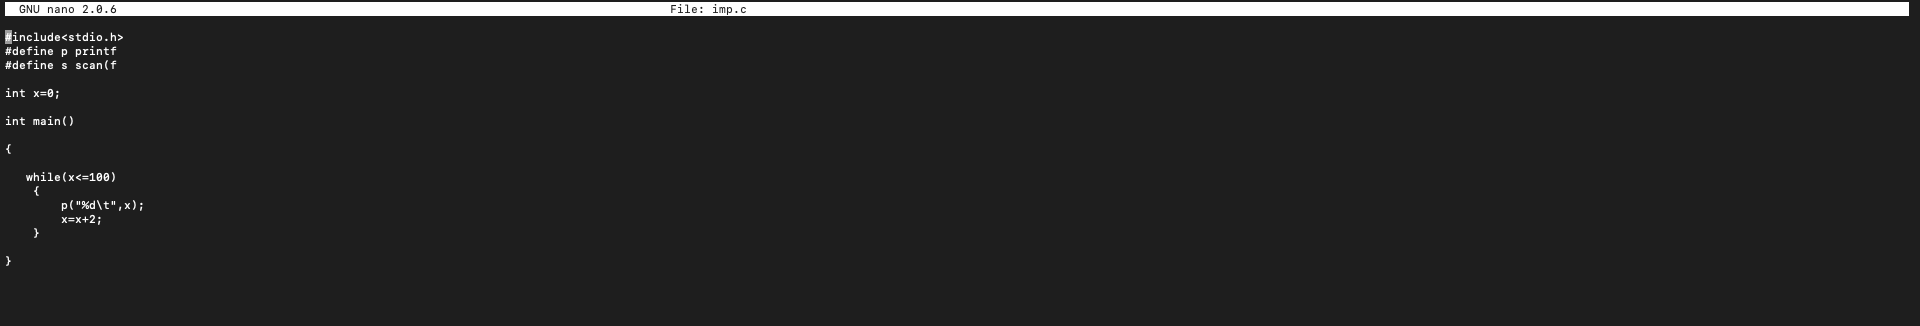 GNU nano 2.0.6 File: imp.c
#include<stdio.h>
#define p printf
#define s scan(f
int x=0;
int main()
{
while(x<=100)
{
p("%d\t",x);
x=x+2;
}
}